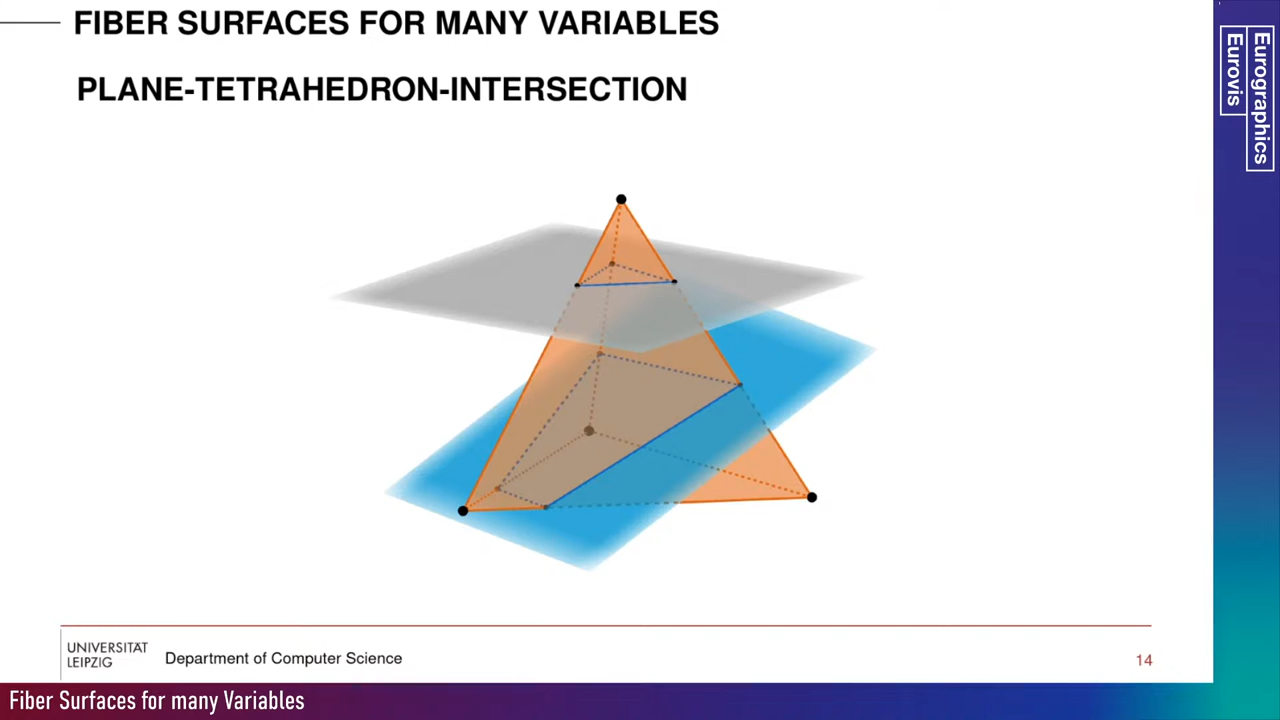 FIBER SURFACES FOR MANY VARIABLES
PLANE-TETRAHEDRON-INTERSECTION
Eurographics
Eurovis
UNIVERSITÄT
LEIPZIG
Department of Computer Science
14
Fiber Surfaces for many Variables